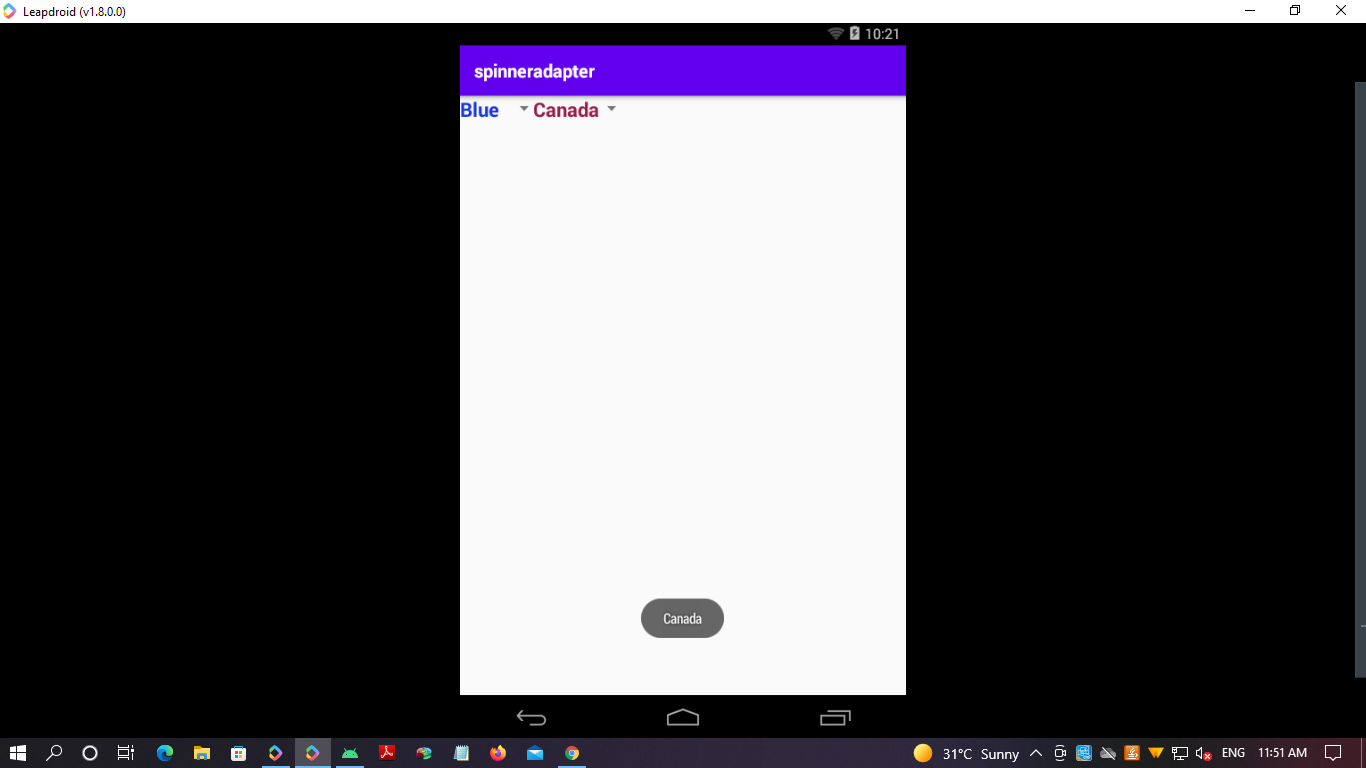 Leapdroid (v1.8.0.0)
10:21
spinneradapter
Blue Canada
Canada
31°C Sunny ENG 11:51 AM